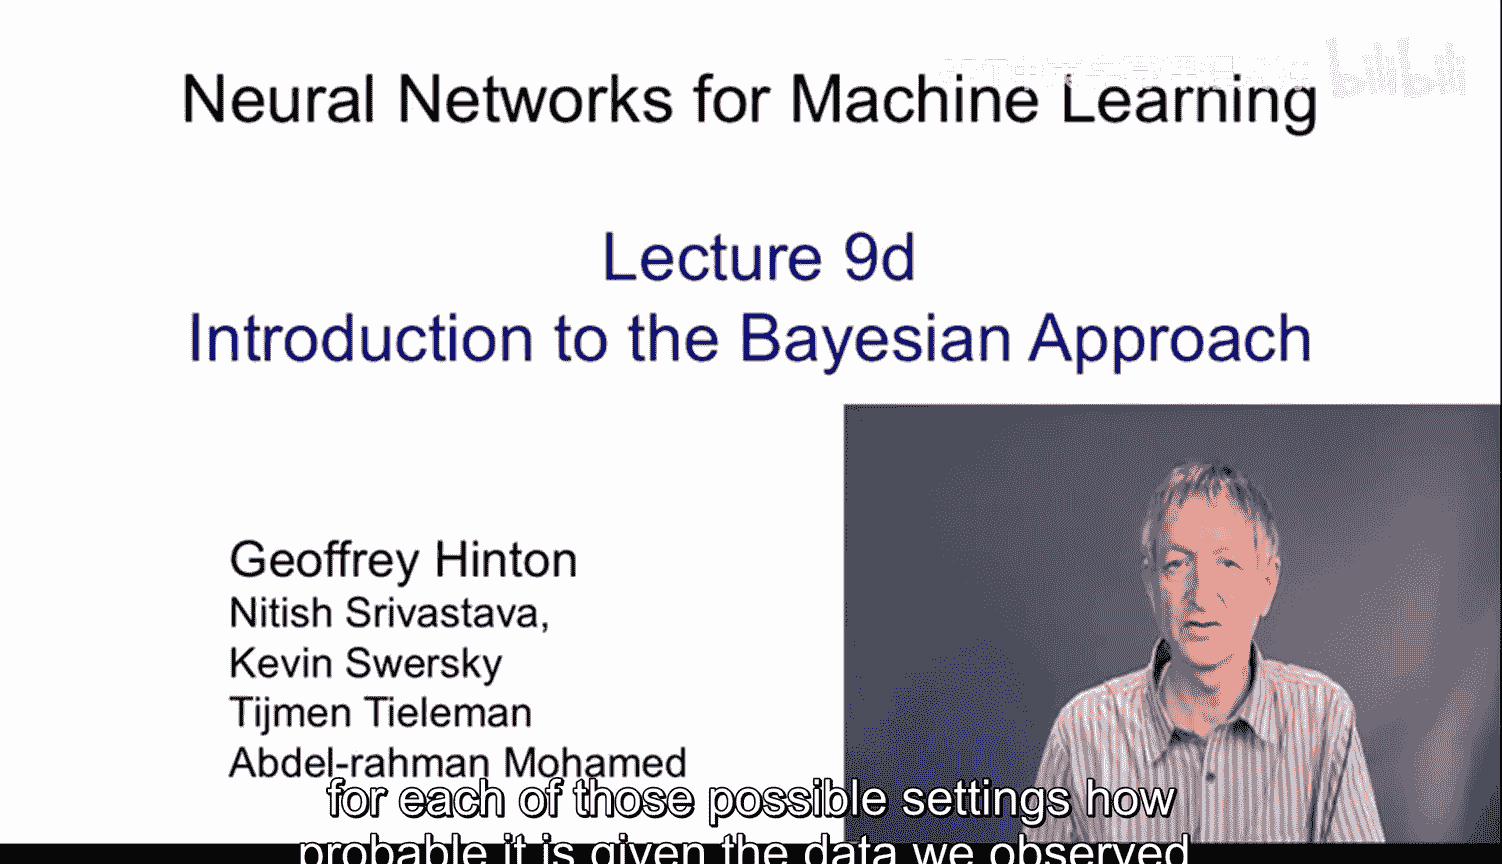 Neural Networks for Machine Learning
bilibili
Lecture 9d
Introduction to the Bayesian Approach
Geoffrey Hinton
Nitish Srivastava,
Kevin Swersky
Tijmen Tieleman
Abdel-rahman Mohamed
for each of those possible settings how
probable it is given the data we observed